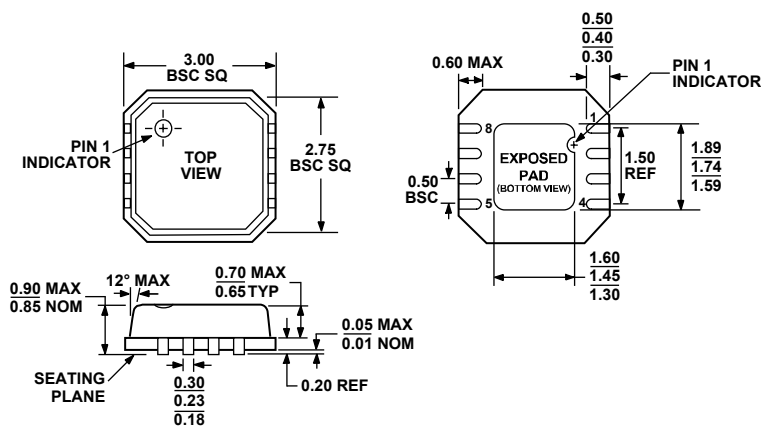 3.00
BSC SQ
PIN 1
INDICATOR
TOP
VIEW
2.75
BSC SQ
0.60 MAX
0.50
0.40
0.30
PIN 1
INDICATOR
8
1
EXPOSED
PAD
(BOTTOM VIEW)
5
4
0.50
BSC
1.50
REF
1.89
1.74
1.59
1.60
1.45
1.30
0.90 MAX
0.85 NOM
12° MAX
0.70 MAX
0.65 TYP
0.05 MAX
0.01 NOM
SEATING
PLANE
0.30
0.23
0.18
0.20 REF